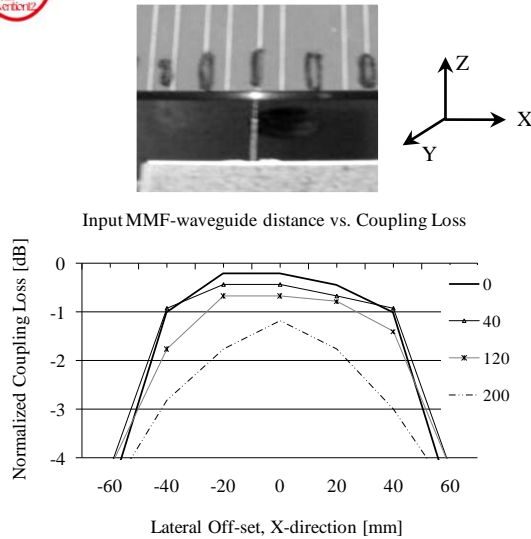 Z
X
Y
Input MMF-waveguide distance vs. Coupling Loss
Normalized Coupling Loss [dB]
0
-1
-2
-3
-4
-60 -40 -20 0 20 40 60
Lateral Off-set, X-direction [mm]
0
40
120
200